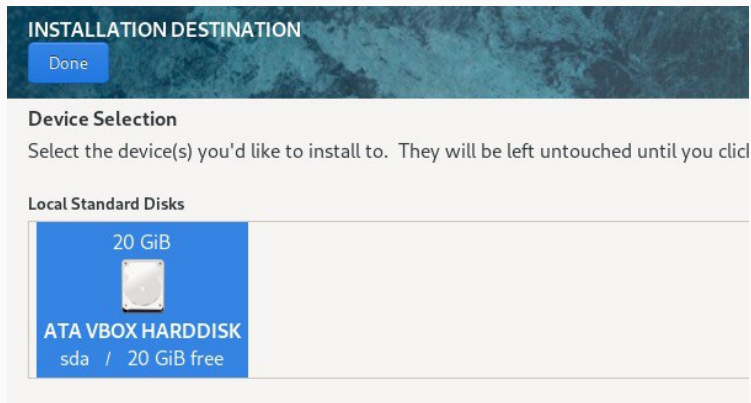 INSTALLATION DESTINATION
Done
Device Selection
Select the device(s) you'd like to install to. They will be left untouched until you click
Local Standard Disks
20 GiB
ATA VBOX HARDDISK
sda / 20 GiB free